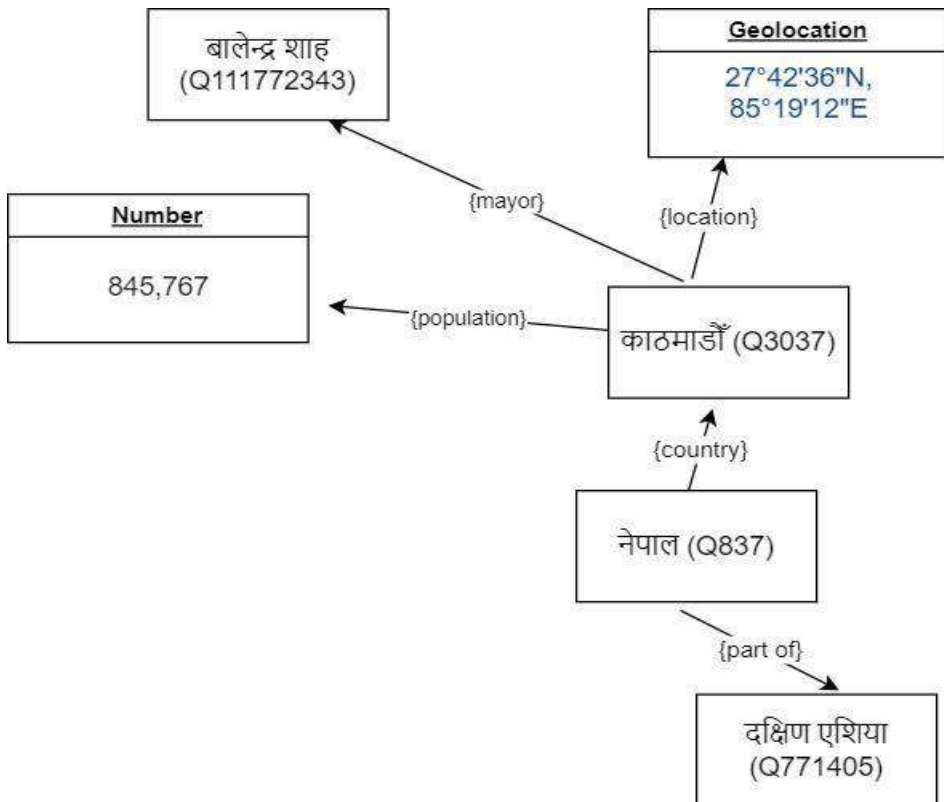 बालेन्द्र शाह
(Q111772343)
Geolocation
27°42'36"N,
85°19'12"E
{mayor}
{location}
Number
845,767
{population}
काठमाडौँ (Q3037)
{country}
नेपाल (Q837)
{part of}
दक्षिण एशिया
(Q771405)